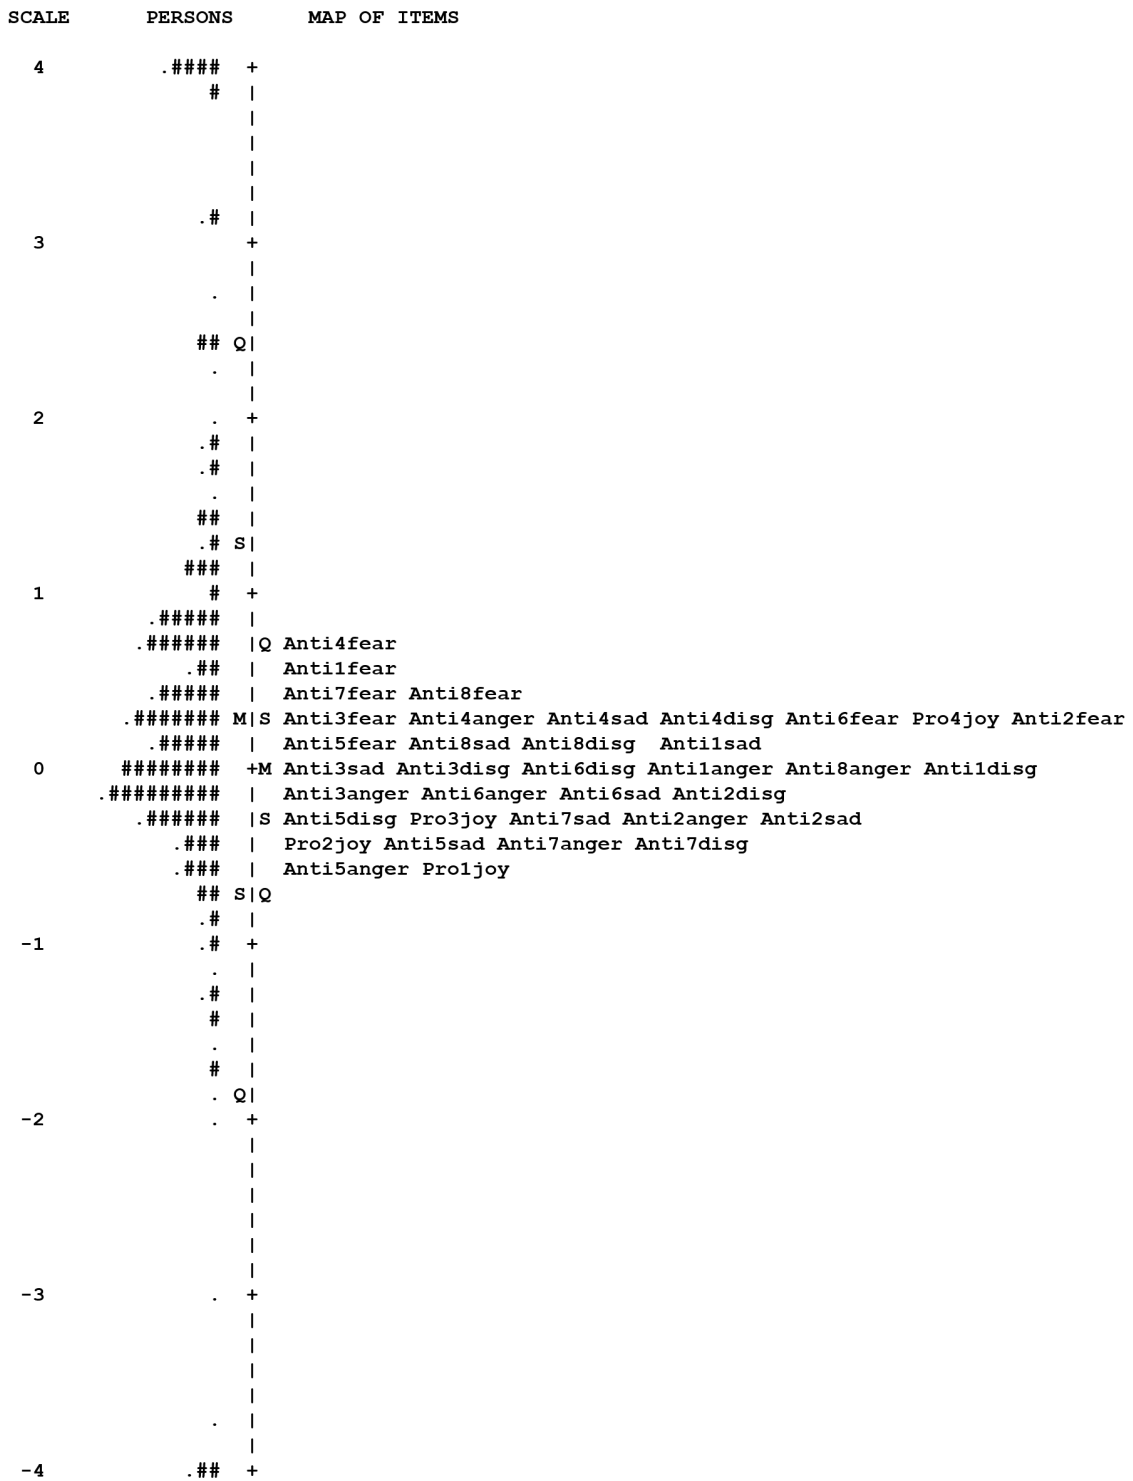 SCALE PERSONS MAP OF ITEMS
4 .#### +
# |
|
|
|
|
.# |
3 +
|
. |
|
## Q|
. |
|
2 . +
.# |
.# |
. |
## |
.# S|
### |
1 # +
.##### |
.###### |Q Anti4fear
.## | Anti1fear
.##### | Anti7fear Anti8fear
.####### M|S Anti3fear Anti4anger Anti4sad Anti4disg Anti6fear Pro4joy Anti2fear
.##### | Anti5fear Anti8sad Anti8disg Anti1sad
0 ######## +M Anti3sad Anti3disg Anti6disg Anti1anger Anti8anger Anti1disg
.######### | Anti3anger Anti6anger Anti6sad Anti2disg
.###### |S Anti5disg Pro3joy Anti7sad Anti2anger Anti2sad
.### | Pro2joy Anti5sad Anti7anger Anti7disg
.### | Anti5anger Pro1joy
## S|Q
.# |
-1 .# +
. |
.# |
# |
. |
# |
. Q|
-2 . +
|
|
|
|
|
|
-3 . +
|
|
|
|
. |
|
-4 .## +